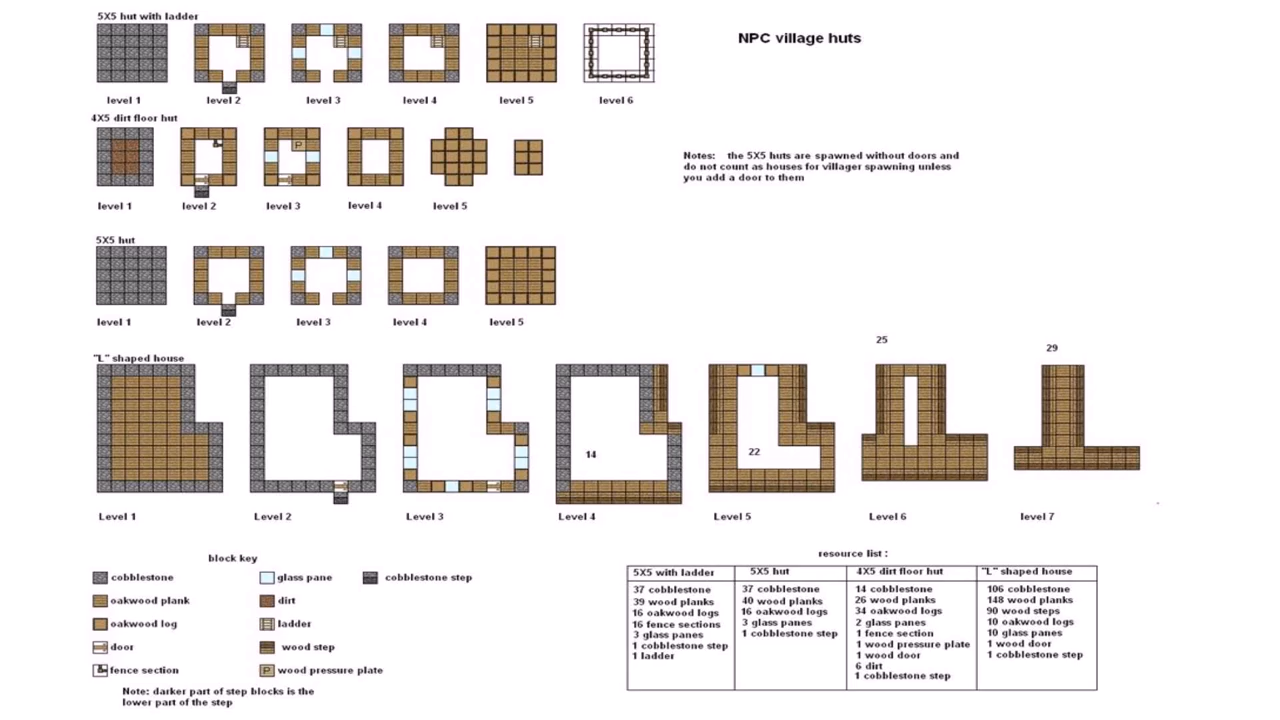 5X5 hut with ladder
NPC village huts
level 1
level 2
level 3
level 4
level 5
level 6
4X5 dirt floor hut
P
Notes: the 5X5 huts are spawned without doors and
do not count as houses for villager spawning unless
you add a door to them
level 1
level 2
level 3
level 4
level 5
5X5 hut
level 1
level 2
level 3
level 4
level 5
25
29
"L" shaped house
14
22
Level 1
Level 2
Level 3
Level 4
Level 5
Level 6
level 7
block key
cobblestone
glass pane
cobblestone step
oakwood plank
dirt
oakwood log
ladder
door
wood step
fence section
P wood pressure plate
Note: darker part of step blocks is the
lower part of the step
resource list :
5X5 with ladder
37 cobblestone
39 wood planks
16 oakwood logs
16 fence sections
3 glass panes
1 cobblestone step
1 ladder
5X5 hut
37 cobblestone
40 wood planks
16 oakwood logs
3 glass panes
1 cobblestone step
4X5 dirt floor hut
14 cobblestone
26 wood planks
34 oakwood logs
2 glass panes
1 fence section
1 wood pressure plate
1 wood door
6 dirt
1 cobblestone step
"L" shaped house
106 cobblestone
148 wood planks
90 wood steps
10 oakwood logs
10 glass panes
1 wood door
1 cobblestone step